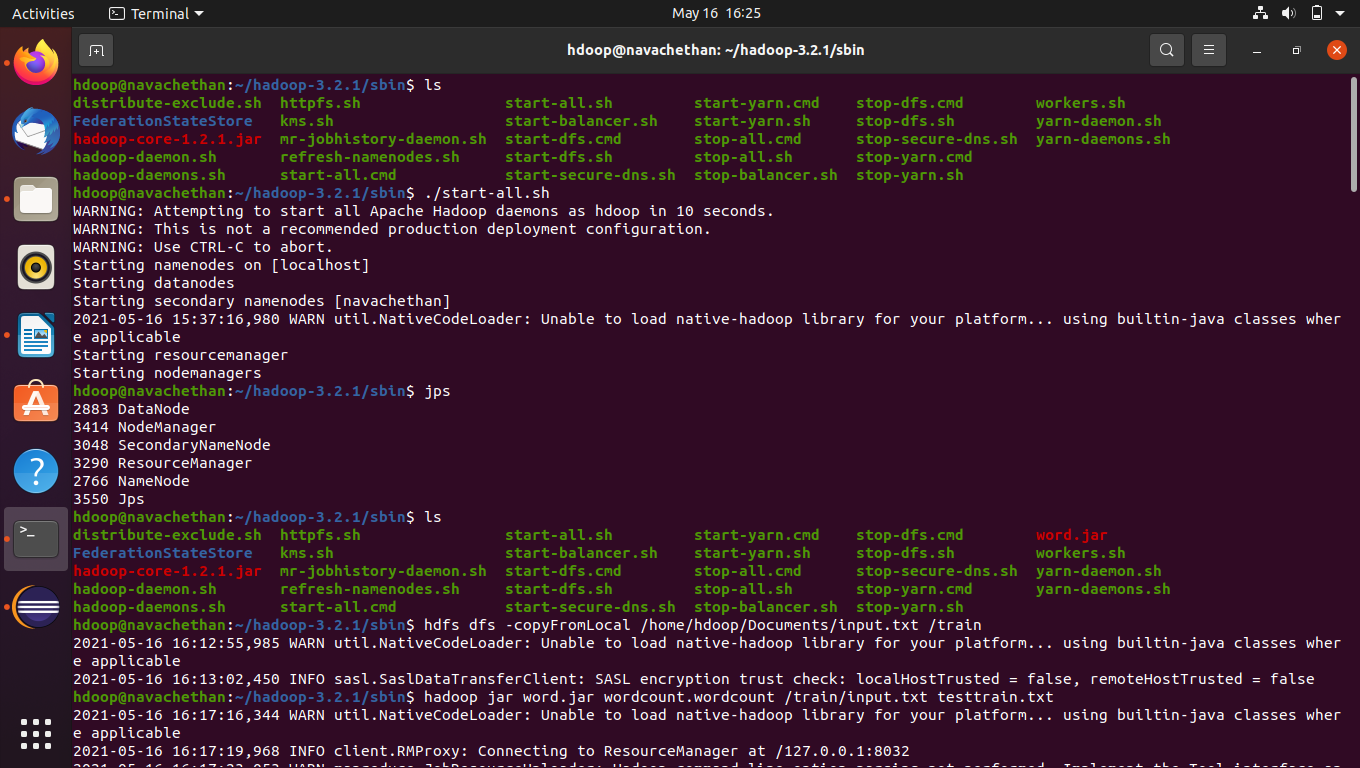 Activities Terminal May 16 16:25
hdoop@navachethan: ~/hadoop-3.2.1/sbin
hdoop@navachethan:~/hadoop-3.2.1/sbin$ ls
distribute-exclude.sh httpfs.sh start-all.sh start-yarn.cmd stop-dfs.cmd workers.sh
FederationStateStore kms.sh start-balancer.sh start-yarn.sh stop-dfs.sh yarn-daemon.sh
hadoop-core-1.2.1.jar mr-jobhistory-daemon.sh start-dfs.cmd stop-all.cmd stop-secure-dns.sh yarn-daemons.sh
hadoop-daemon.sh refresh-namenodes.sh start-dfs.sh stop-all.sh stop-yarn.cmd
hadoop-daemons.sh start-all.cmd start-secure-dns.sh stop-balancer.sh stop-yarn.sh
hdoop@navachethan:~/hadoop-3.2.1/sbin$ ./start-all.sh
WARNING: Attempting to start all Apache Hadoop daemons as hdoop in 10 seconds.
WARNING: This is not a recommended production deployment configuration.
WARNING: Use CTRL-C to abort.
Starting namenodes on [localhost]
Starting datanodes
Starting secondary namenodes [navachethan]
2021-05-16 15:37:16,980 WARN util.NativeCodeLoader: Unable to load native-hadoop library for your platform... using builtin-java classes wher
e applicable
Starting resourcemanager
Starting nodemanagers
hdoop@navachethan:~/hadoop-3.2.1/sbin$ jps
2883 DataNode
3414 NodeManager
3048 SecondaryNameNode
3290 ResourceManager
2766 NameNode
3550 Jps
hdoop@navachethan:~/hadoop-3.2.1/sbin$ ls
distribute-exclude.sh httpfs.sh start-all.sh start-yarn.cmd stop-dfs.cmd word.jar
FederationStateStore kms.sh start-balancer.sh start-yarn.sh stop-dfs.sh workers.sh
hadoop-core-1.2.1.jar mr-jobhistory-daemon.sh start-dfs.cmd stop-all.cmd stop-secure-dns.sh yarn-daemon.sh
hadoop-daemon.sh refresh-namenodes.sh start-dfs.sh stop-all.sh stop-yarn.cmd yarn-daemons.sh
hadoop-daemons.sh start-all.cmd start-secure-dns.sh stop-balancer.sh stop-yarn.sh
hdoop@navachethan:~/hadoop-3.2.1/sbin$ hdfs dfs -copyFromLocal /home/hdoop/Documents/input.txt /train
2021-05-16 16:12:55,985 WARN util.NativeCodeLoader: Unable to load native-hadoop library for your platform... using builtin-java classes wher
e applicable
2021-05-16 16:13:02,450 INFO sasl.SaslDataTransferClient: SASL encryption trust check: localHostTrusted = false, remoteHostTrusted = false
hdoop@navachethan:~/hadoop-3.2.1/sbin$ hadoop jar word.jar wordcount.wordcount /train/input.txt testtrain.txt
2021-05-16 16:17:16,344 WARN util.NativeCodeLoader: Unable to load native-hadoop library for your platform... using builtin-java classes wher
e applicable
2021-05-16 16:17:19,968 INFO client.RMProxy: Connecting to ResourceManager at /127.0.0.1:8032